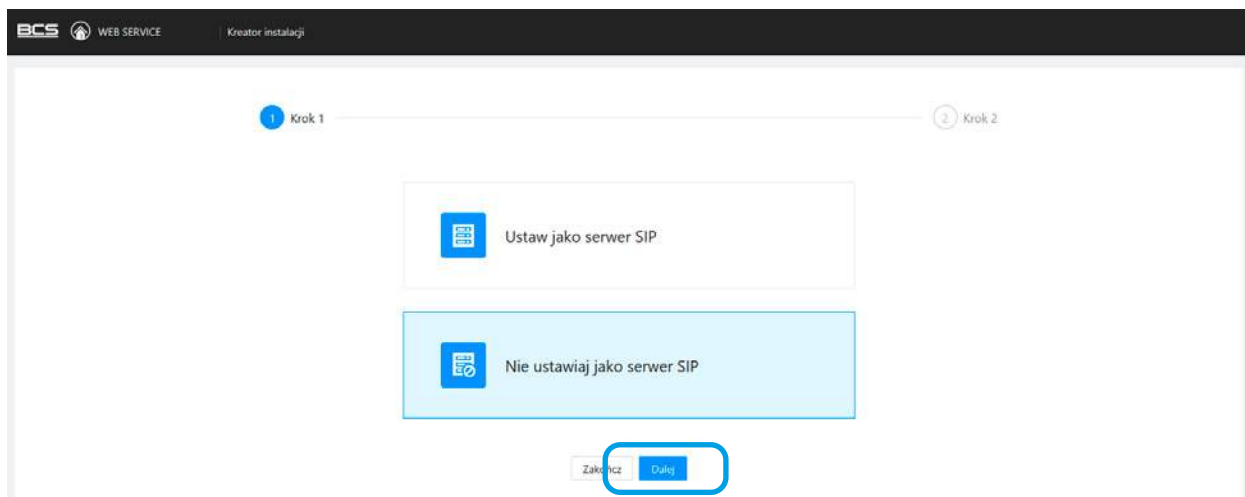 BCS WEB SERVICE Kreator instalacji
1 Krok 1 2 Krok 2
Ustaw jako serwer SIP
Nie ustawiaj jako serwer SIP
Zakończ Dalej